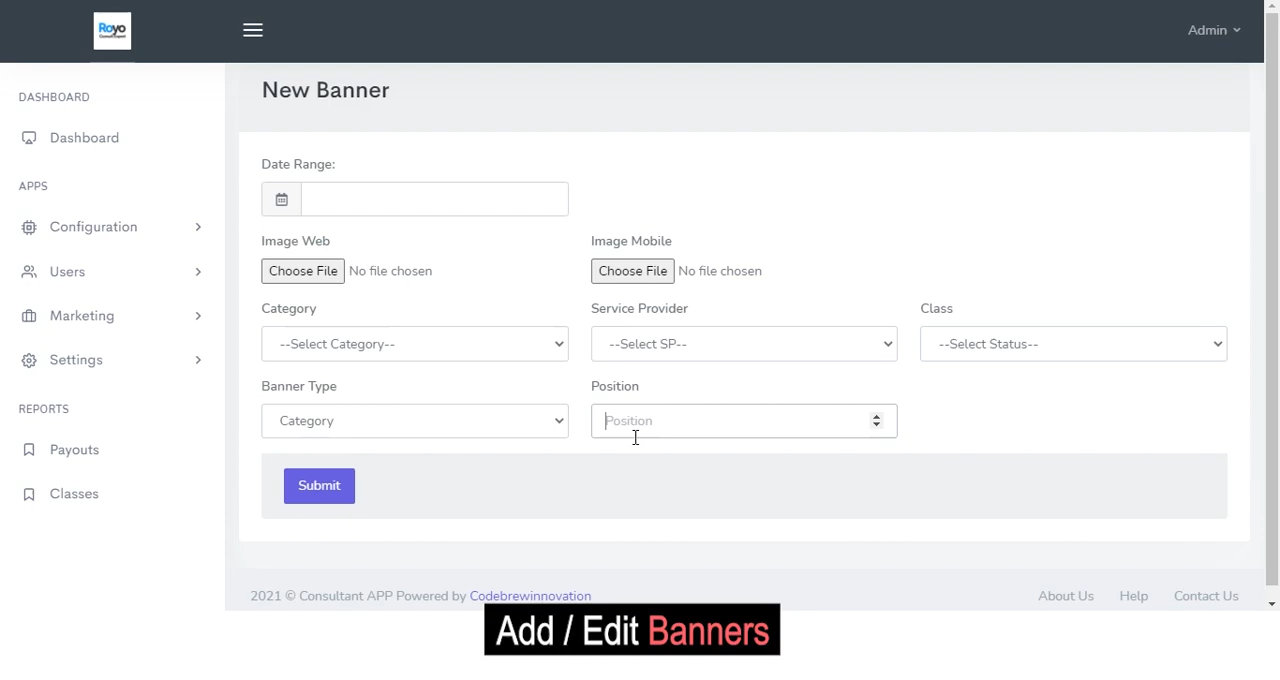 Royo
Admin
New Banner
DASHBOARD
Dashboard
APPS
Configuration
Users
Marketing
Settings
REPORTS
Payouts
Classes
Date Range:
Image Web
Image Mobile
Choose File No file chosen
Choose File No file chosen
Category
Service Provider
Class
--Select Category--
--Select SP--
--Select Status--
Banner Type
Position
Category
Position
Submit
2021 © Consultant APP Powered by Codebrewinnovation
About Us
Help
Contact Us
Add / Edit Banners